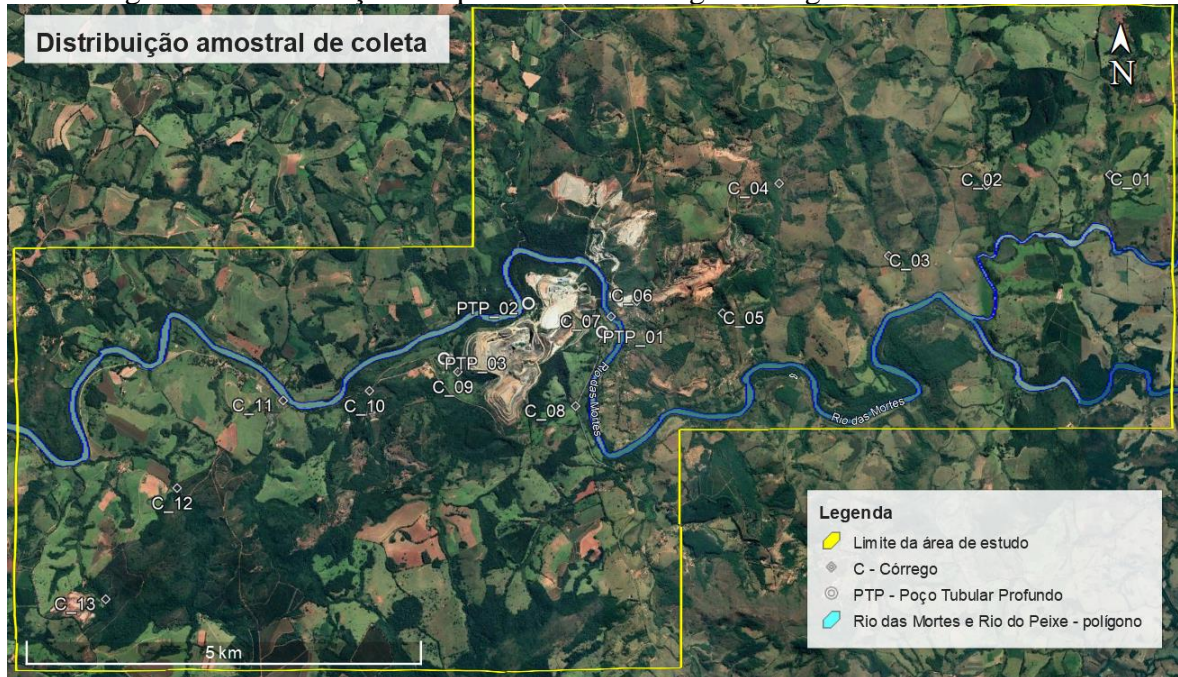 Distribuição amostral de coleta
N
C_04
C_02
C_01
C_03
PTP_02
C_06
C_07
C_05
PTP_01
PTP_03
C_09
Rio das Mortes
C_11
C_10
C_08
Rio das Mortes
C_12
C_13
5 km
Legenda
Limite da área de estudo
C - Córrego
PTP - Poço Tubular Profundo
Rio das Mortes e Rio do Peixe - polígono